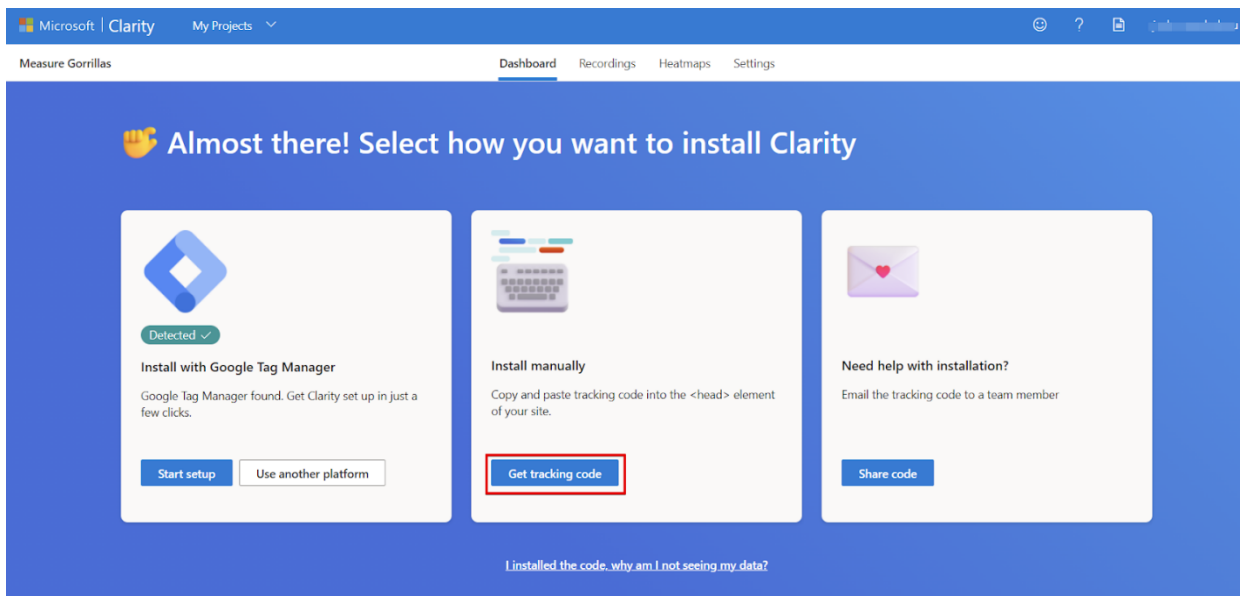 Microsoft | Clarity My Projects
Measure Gorrillas Dashboard Recordings Heatmaps Settings
Almost there! Select how you want to install Clarity
Detected
Install with Google Tag Manager
Google Tag Manager found. Get Clarity set up in just a
few clicks.
Start setup Use another platform
Install manually
Copy and paste tracking code into the <head> element
of your site.
Get tracking code
Need help with installation?
Email the tracking code to a team member
Share code
I installed the code, why am I not seeing my data?